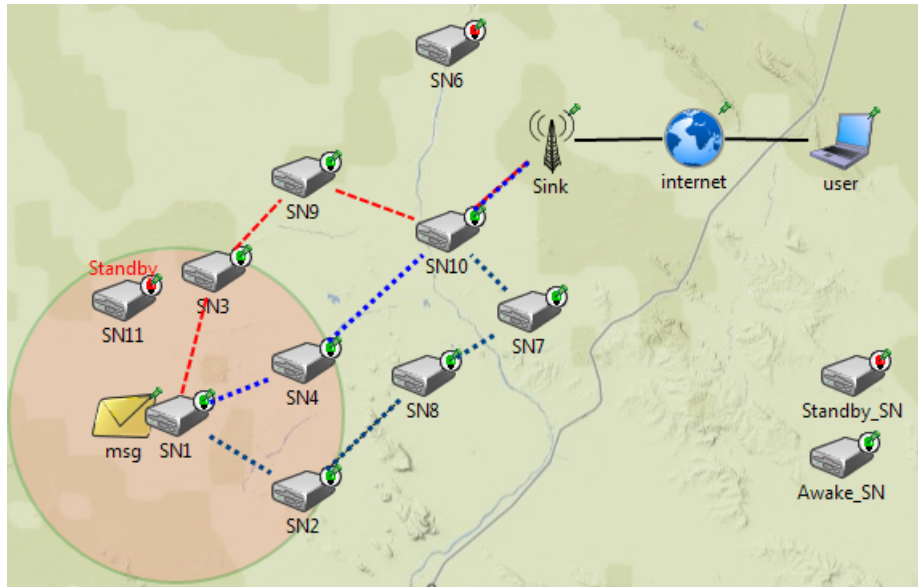 SN6
Sink
internet
user
SN9
SN10
Standby
SN3
SN11
SN7
SN4
SN8
Standby_SN
msg
SN1
Awake_SN
SN2